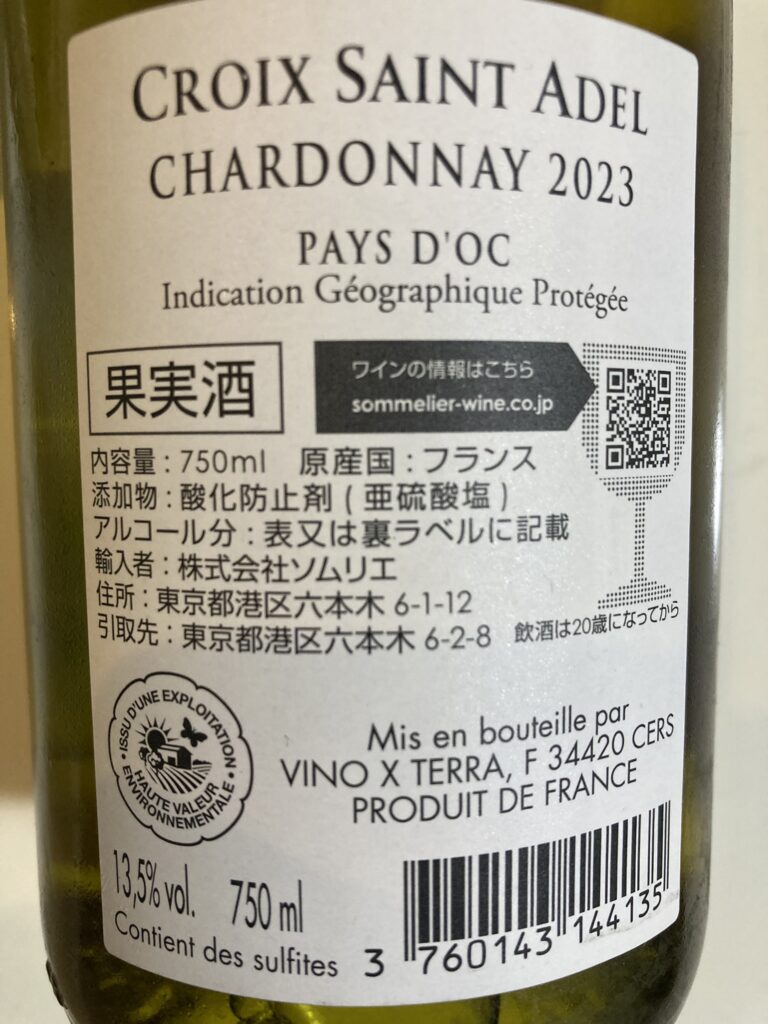 CROIX SAINT ADEL
CHARDONNAY 2023
PAYS D'OC
Indication Géographique Protégée
果実酒
ワインの情報はこちら
sommelier-wine.co.jp
内容量：750ml　原産国：フランス
添加物：酸化防止剤（亜硫酸塩）
アルコール分：表又は裏ラベルに記載
輸入者：株式会社ソムリエ
住所：東京都港区六本木 6-1-12
引取先：東京都港区六本木 6-2-8
飲酒は20歳になってから
ISSU D'UNE EXPLOITATION
HAUTE VALEUR
ENVIRONNEMENTALE
Mis en bouteille par
VINO X TERRA, F 34420 CERS
PRODUIT DE FRANCE
13,5% vol. 750 ml
Contient des sulfites
3 760143 144135